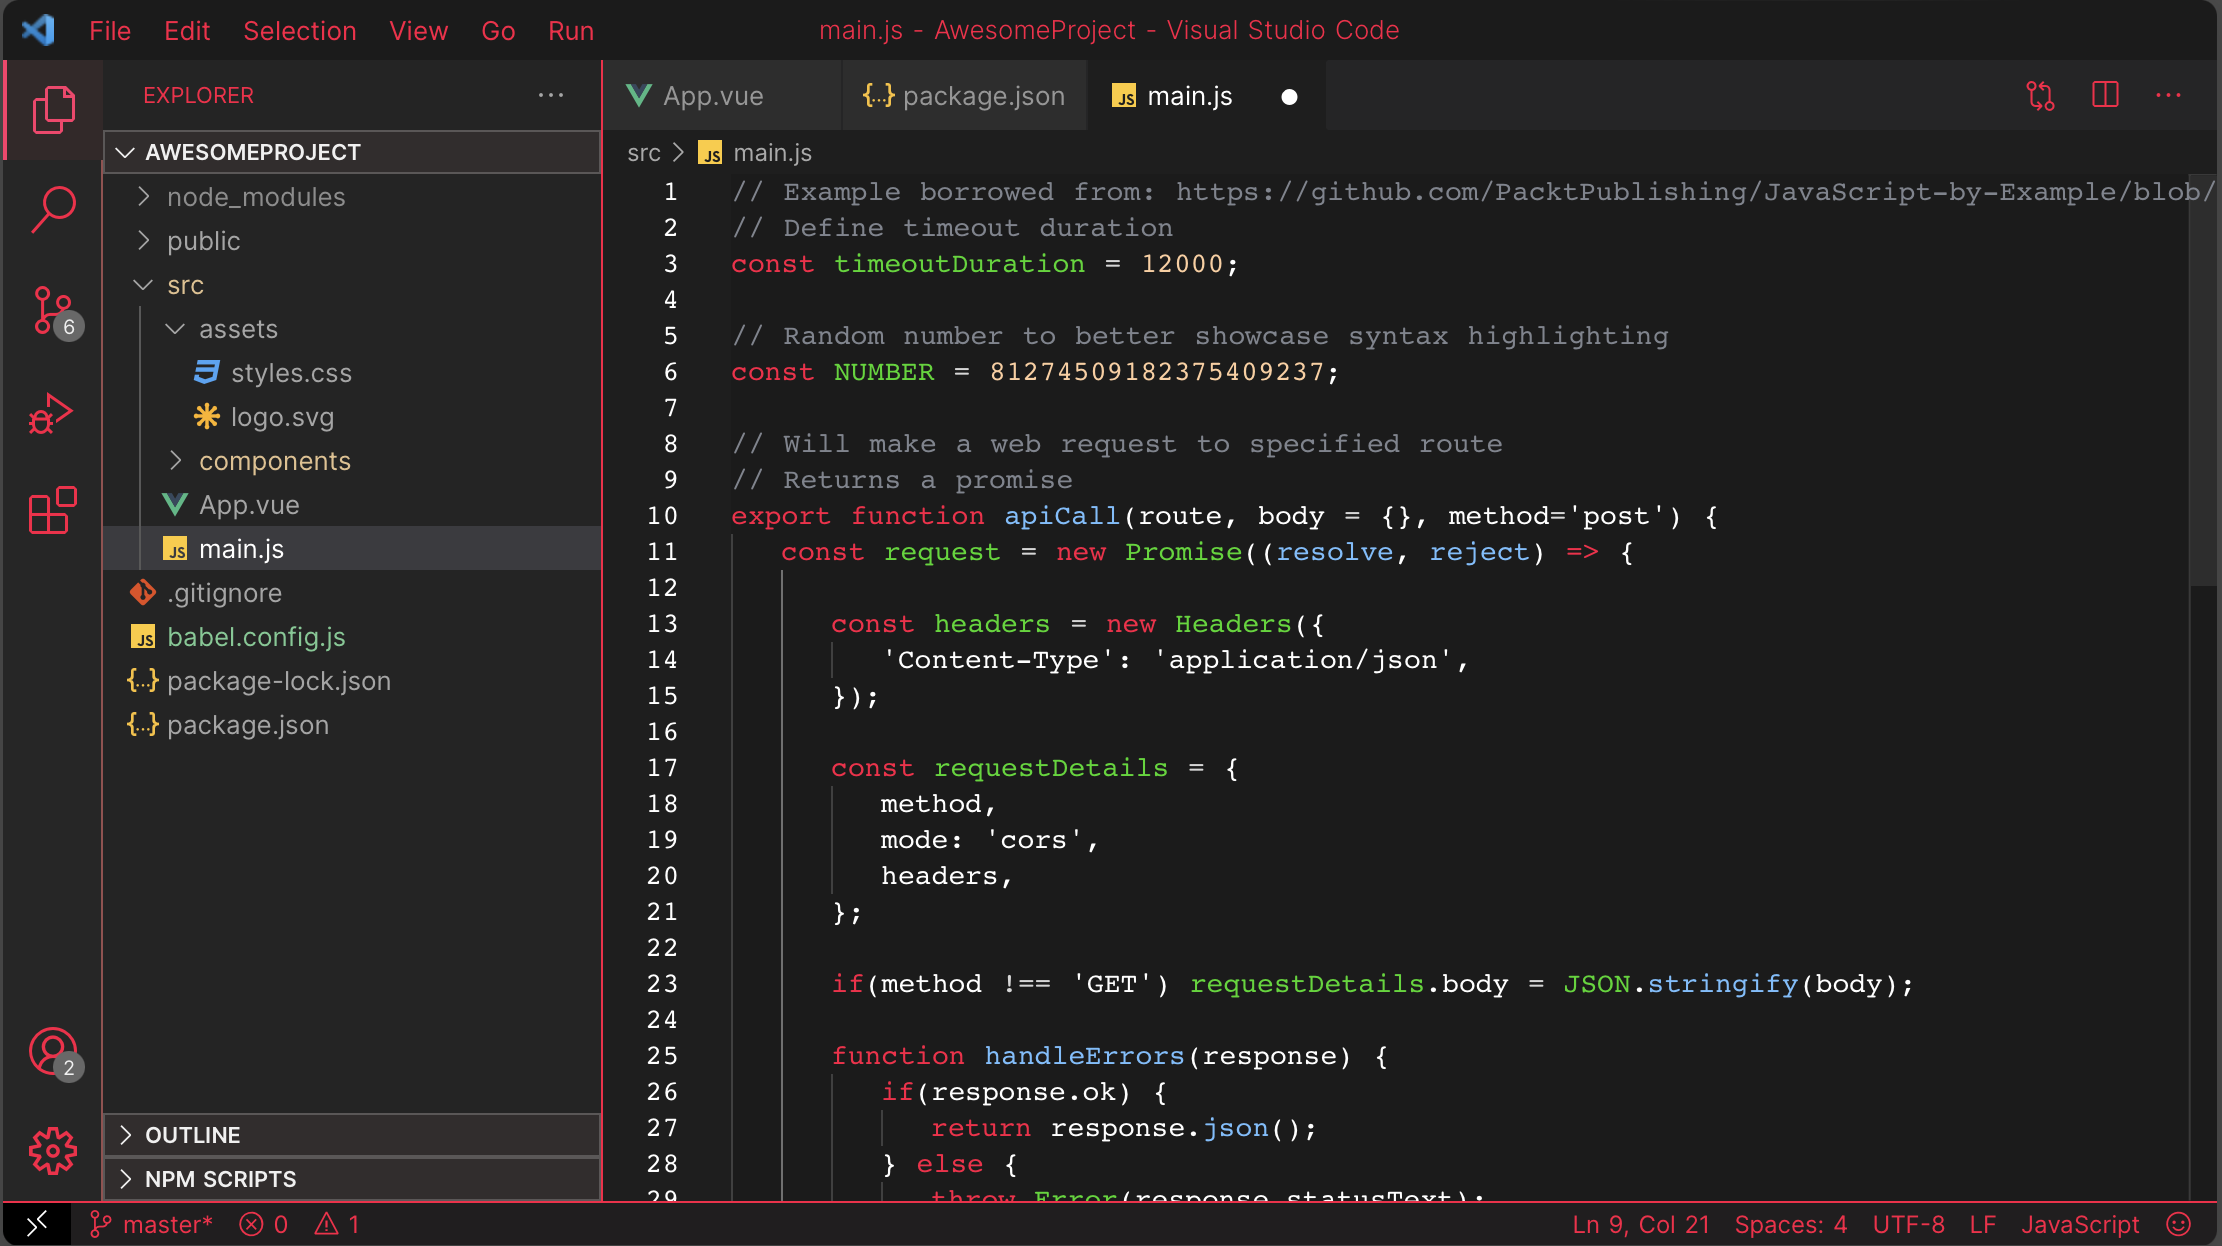 File Edit Selection View Go Run
main.js - AwesomeProject - Visual Studio Code
EXPLORER
AWESOMEPROJECT
node_modules
public
src
assets
styles.css
logo.svg
components
App.vue
JS main.js
.gitignore
JS babel.config.js
{...} package-lock.json
{...} package.json
OUTLINE
NPM SCRIPTS
6
2
App.vue
{...} package.json
JS main.js
src > JS main.js
1 // Example borrowed from: https://github.com/PacktPublishing/JavaScript-by-Example/blob/
2 // Define timeout duration
3 const timeoutDuration = 12000;
4
5 // Random number to better showcase syntax highlighting
6 const NUMBER = 81274509182375409237;
7
8 // Will make a web request to specified route
9 // Returns a promise
10 export function apiCall(route, body = {}, method='post') {
11 const request = new Promise((resolve, reject) => {
12
13 const headers = new Headers({
14 'Content-Type': 'application/json',
15 });
16
17 const requestDetails = {
18 method,
19 mode: 'cors',
20 headers,
21 };
22
23 if(method !== 'GET') requestDetails.body = JSON.stringify(body);
24
25 function handleErrors(response) {
26 if(response.ok) {
27 return response.json();
28 } else {
29 throw Error(response.statusText);
master* 0 1
Ln 9, Col 21 Spaces: 4 UTF-8 LF JavaScript